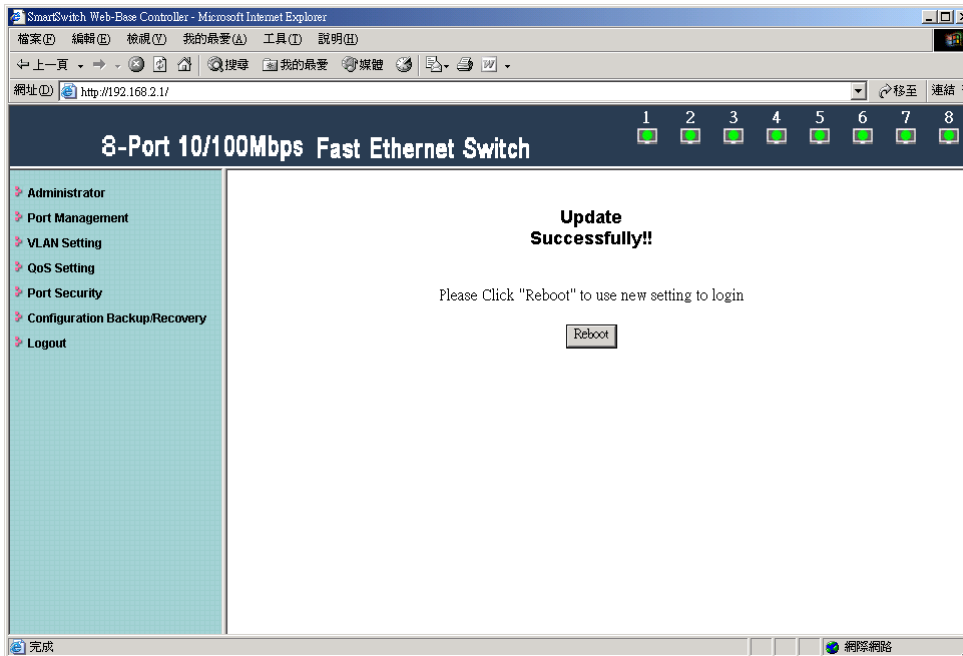 SmartSwitch Web-Base Controller - Microsoft Internet Explorer
檔案(F) 編輯(E) 檢視(V) 我的最愛(A) 工具(T) 說明(H)
上一頁 搜尋 我的最愛 媒體
網址(D) http://192.168.2.1/ 移至 連結
8-Port 10/100Mbps Fast Ethernet Switch
1 2 3 4 5 6 7 8
Administrator
Port Management
VLAN Setting
QoS Setting
Port Security
Configuration Backup/Recovery
Logout
Update
Successfully!!
Please Click "Reboot" to use new setting to login
Reboot
完成 網際網路